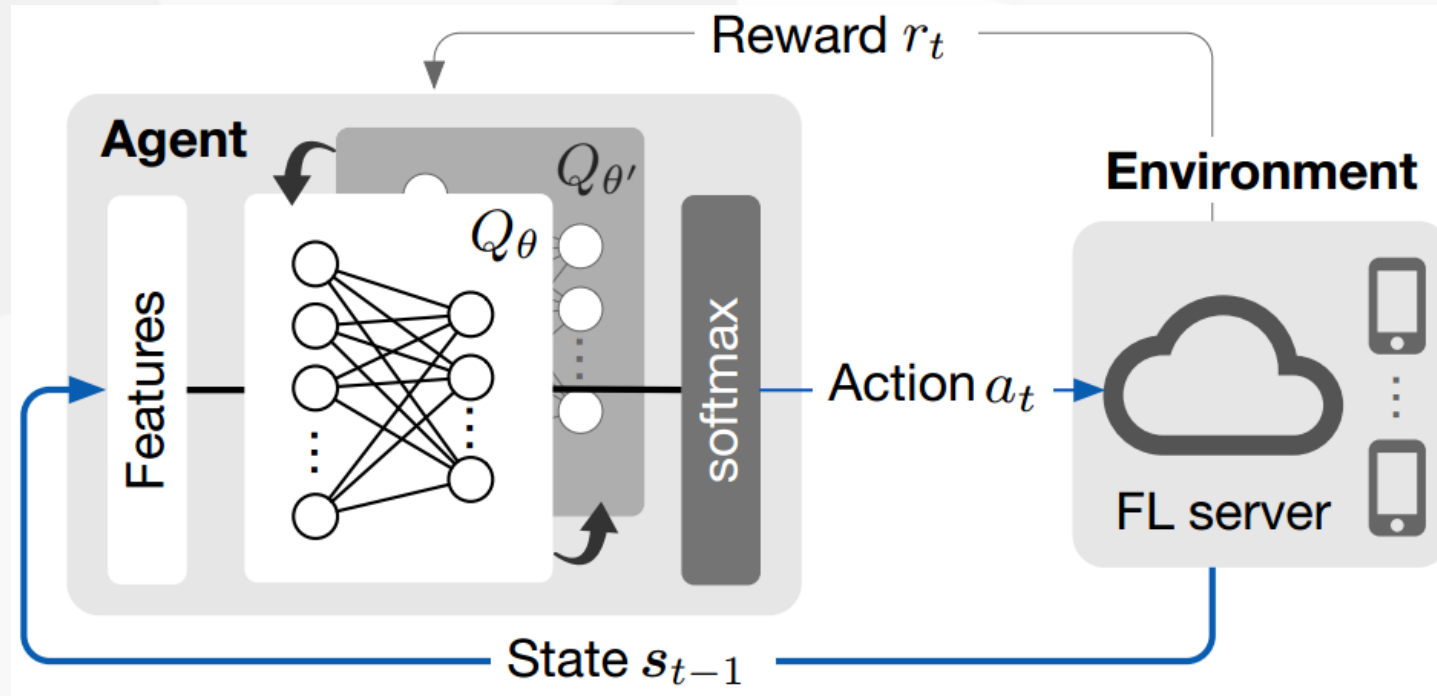 Reward r_t
Agent
Q_θ′
Environment
Q_θ
Features
softmax
Action a_t
FL server
State s_{t−1}